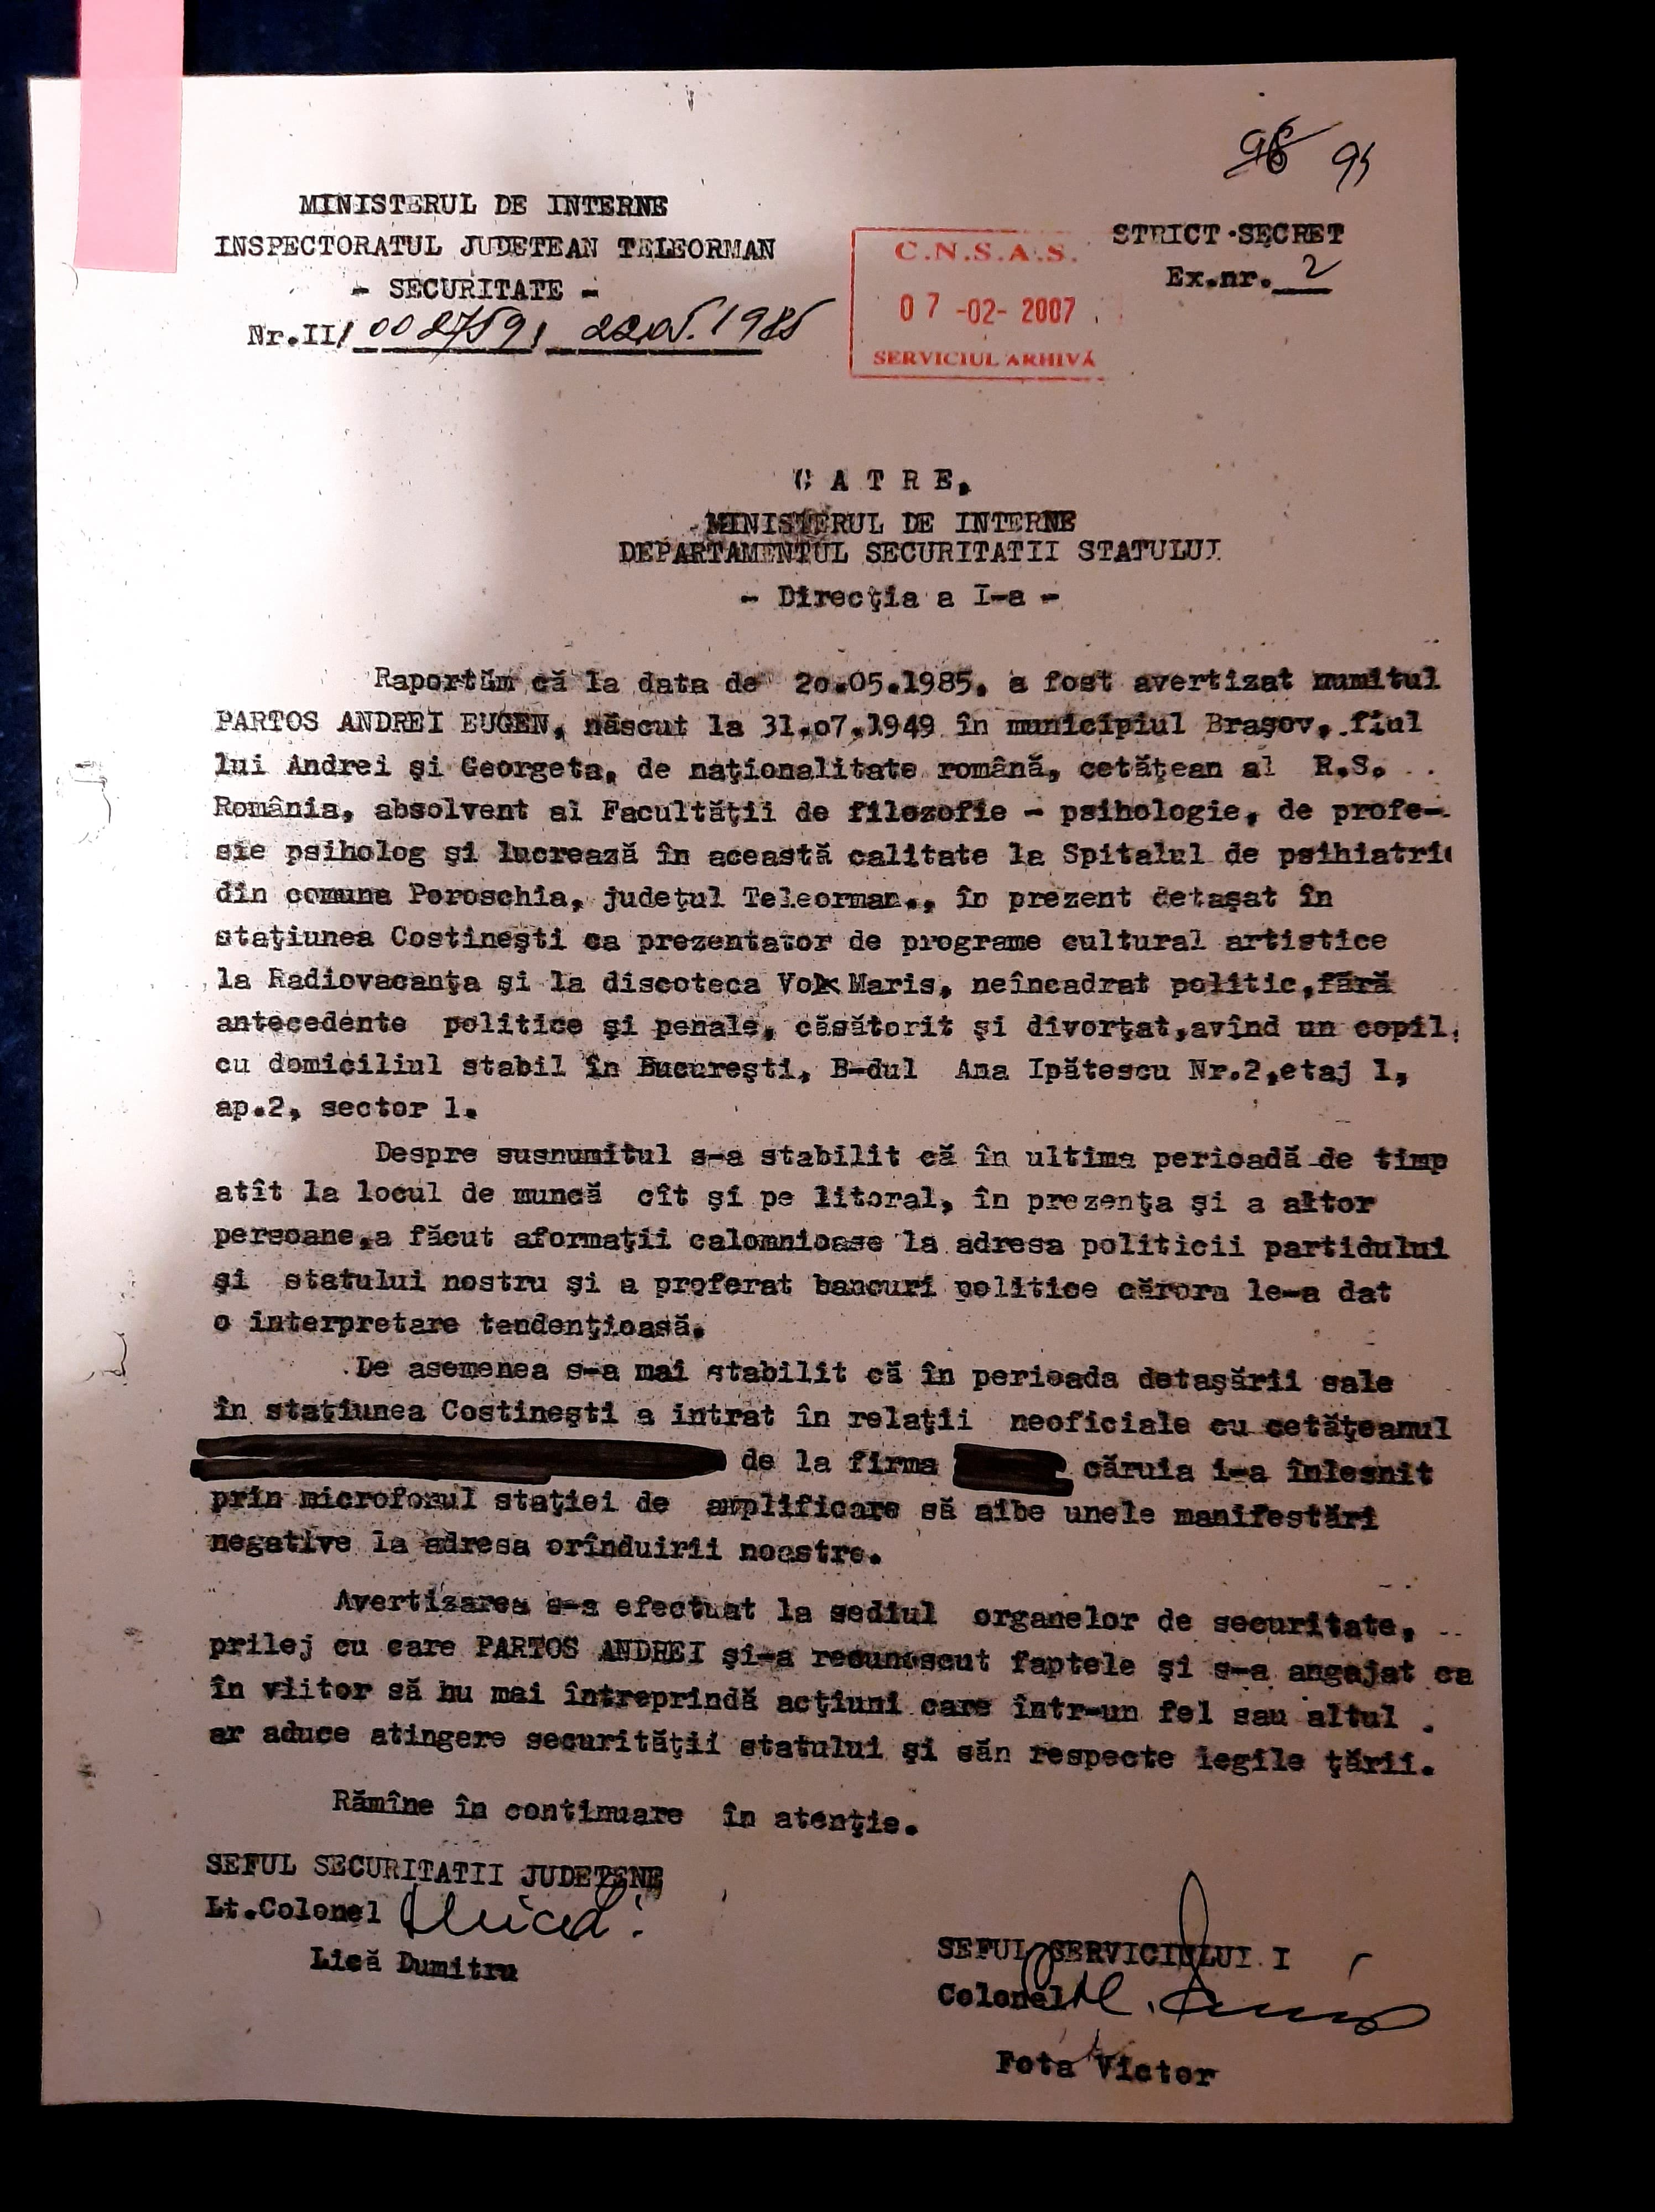 96 95
MINISTERUL DE INTERNE
INSPECTORATUL JUDETEAN TELEORMAN
- SECURITATE -
Nr.II/ 002759, 22.05.1985
C.N.S.A.S.
07 -02- 2007
SERVICIUL ARHIVĂ
STRICT SECRET
Ex.nr. 2
C A T R E,
MINISTERUL DE INTERNE
DEPARTAMENTUL SECURITATII STATULUI
- Direcţia a I-a -
Raportăm că la data de 2o.05.1985, a fost avertizat numitul
PARTOS ANDREI EUGEN, născut la 31.o7.1949 în municipiul Braşov, fiul
lui Andrei şi Georgeta, de naţionalitate română, cetăţean al R.S.
România, absolvent al Facultăţii de filozofie - psihologie, de profe-
sie psiholog şi lucrează în această calitate la Spitalul de psihiatri
din comuna Poroschia, judeţul Teleorman., în prezent detaşat în
staţiunea Costineşti ca prezentator de programe cultural artistice
la Radiovacanţa şi la discoteca Vox Maris, neîncadrat politic,fără
antecedente politice şi penale, căsătorit şi divorţat,avînd un copil,
cu domiciliul stabil în Bucureşti, B-dul Ana Ipătescu Nr.2,etaj 1,
ap.2, sector 1.
Despre susnumitul s-a stabilit că în ultima perioadă de timp
atît la locul de muncă cît şi pe litoral, în prezenţa şi a altor
persoane,a făcut aformaţii calomnioase la adresa politicii partidului
şi statului nostru şi a proferat bancuri politice cărora le-a dat
o interpretare tendenţioasă.
De asemenea s-a mai stabilit că în perioada detaşării sale
în staţiunea Costineşti a intrat în relaţii neoficiale cu cetăţeanul
de la firma căruia i-a înlesnit
prin microfonul staţiei de amplificare să aibe unele manifestări
negative la adresa orînduirii noastre.
Avertizarea s-a efectuat la sediul organelor de securitate,
prilej cu care PARTOS ANDREI şi-a recunoscut faptele şi s-a angajat ca
în viitor să nu mai întreprindă acţiuni care într-un fel sau altul
ar aduce atingere securităţii statului şi săn respecte legile ţării.
Rămîne în continuare în atenţie.
SEFUL SECURITATII JUDETENE
Lt.Colonel
Lică Dumitru
SEFUL SERVICIULUI I
Colonel
Fota Victor